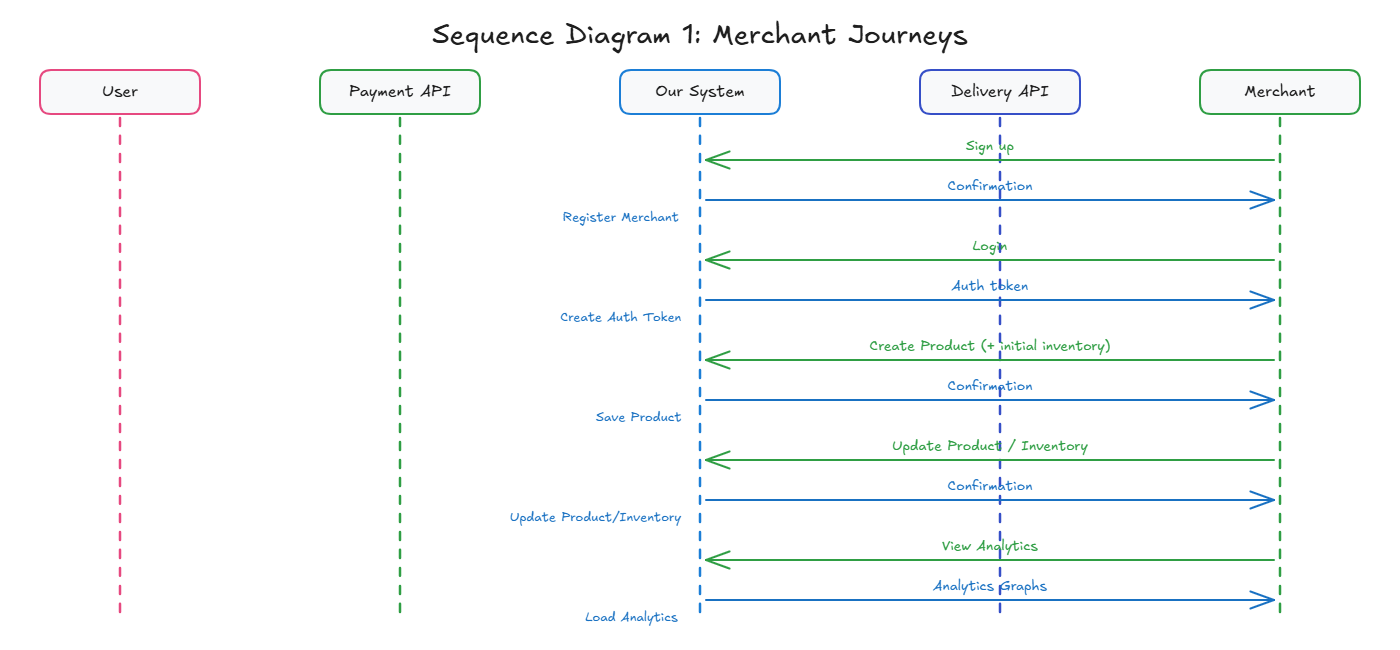 Sequence Diagram 1: Merchant Journeys
User
Payment API
Our System
Delivery API
Merchant
Sign up
Confirmation
Register Merchant
Login
Auth token
Create Auth Token
Create Product (+ initial inventory)
Confirmation
Save Product
Update Product / Inventory
Confirmation
Update Product/Inventory
View Analytics
Analytics Graphs
Load Analytics